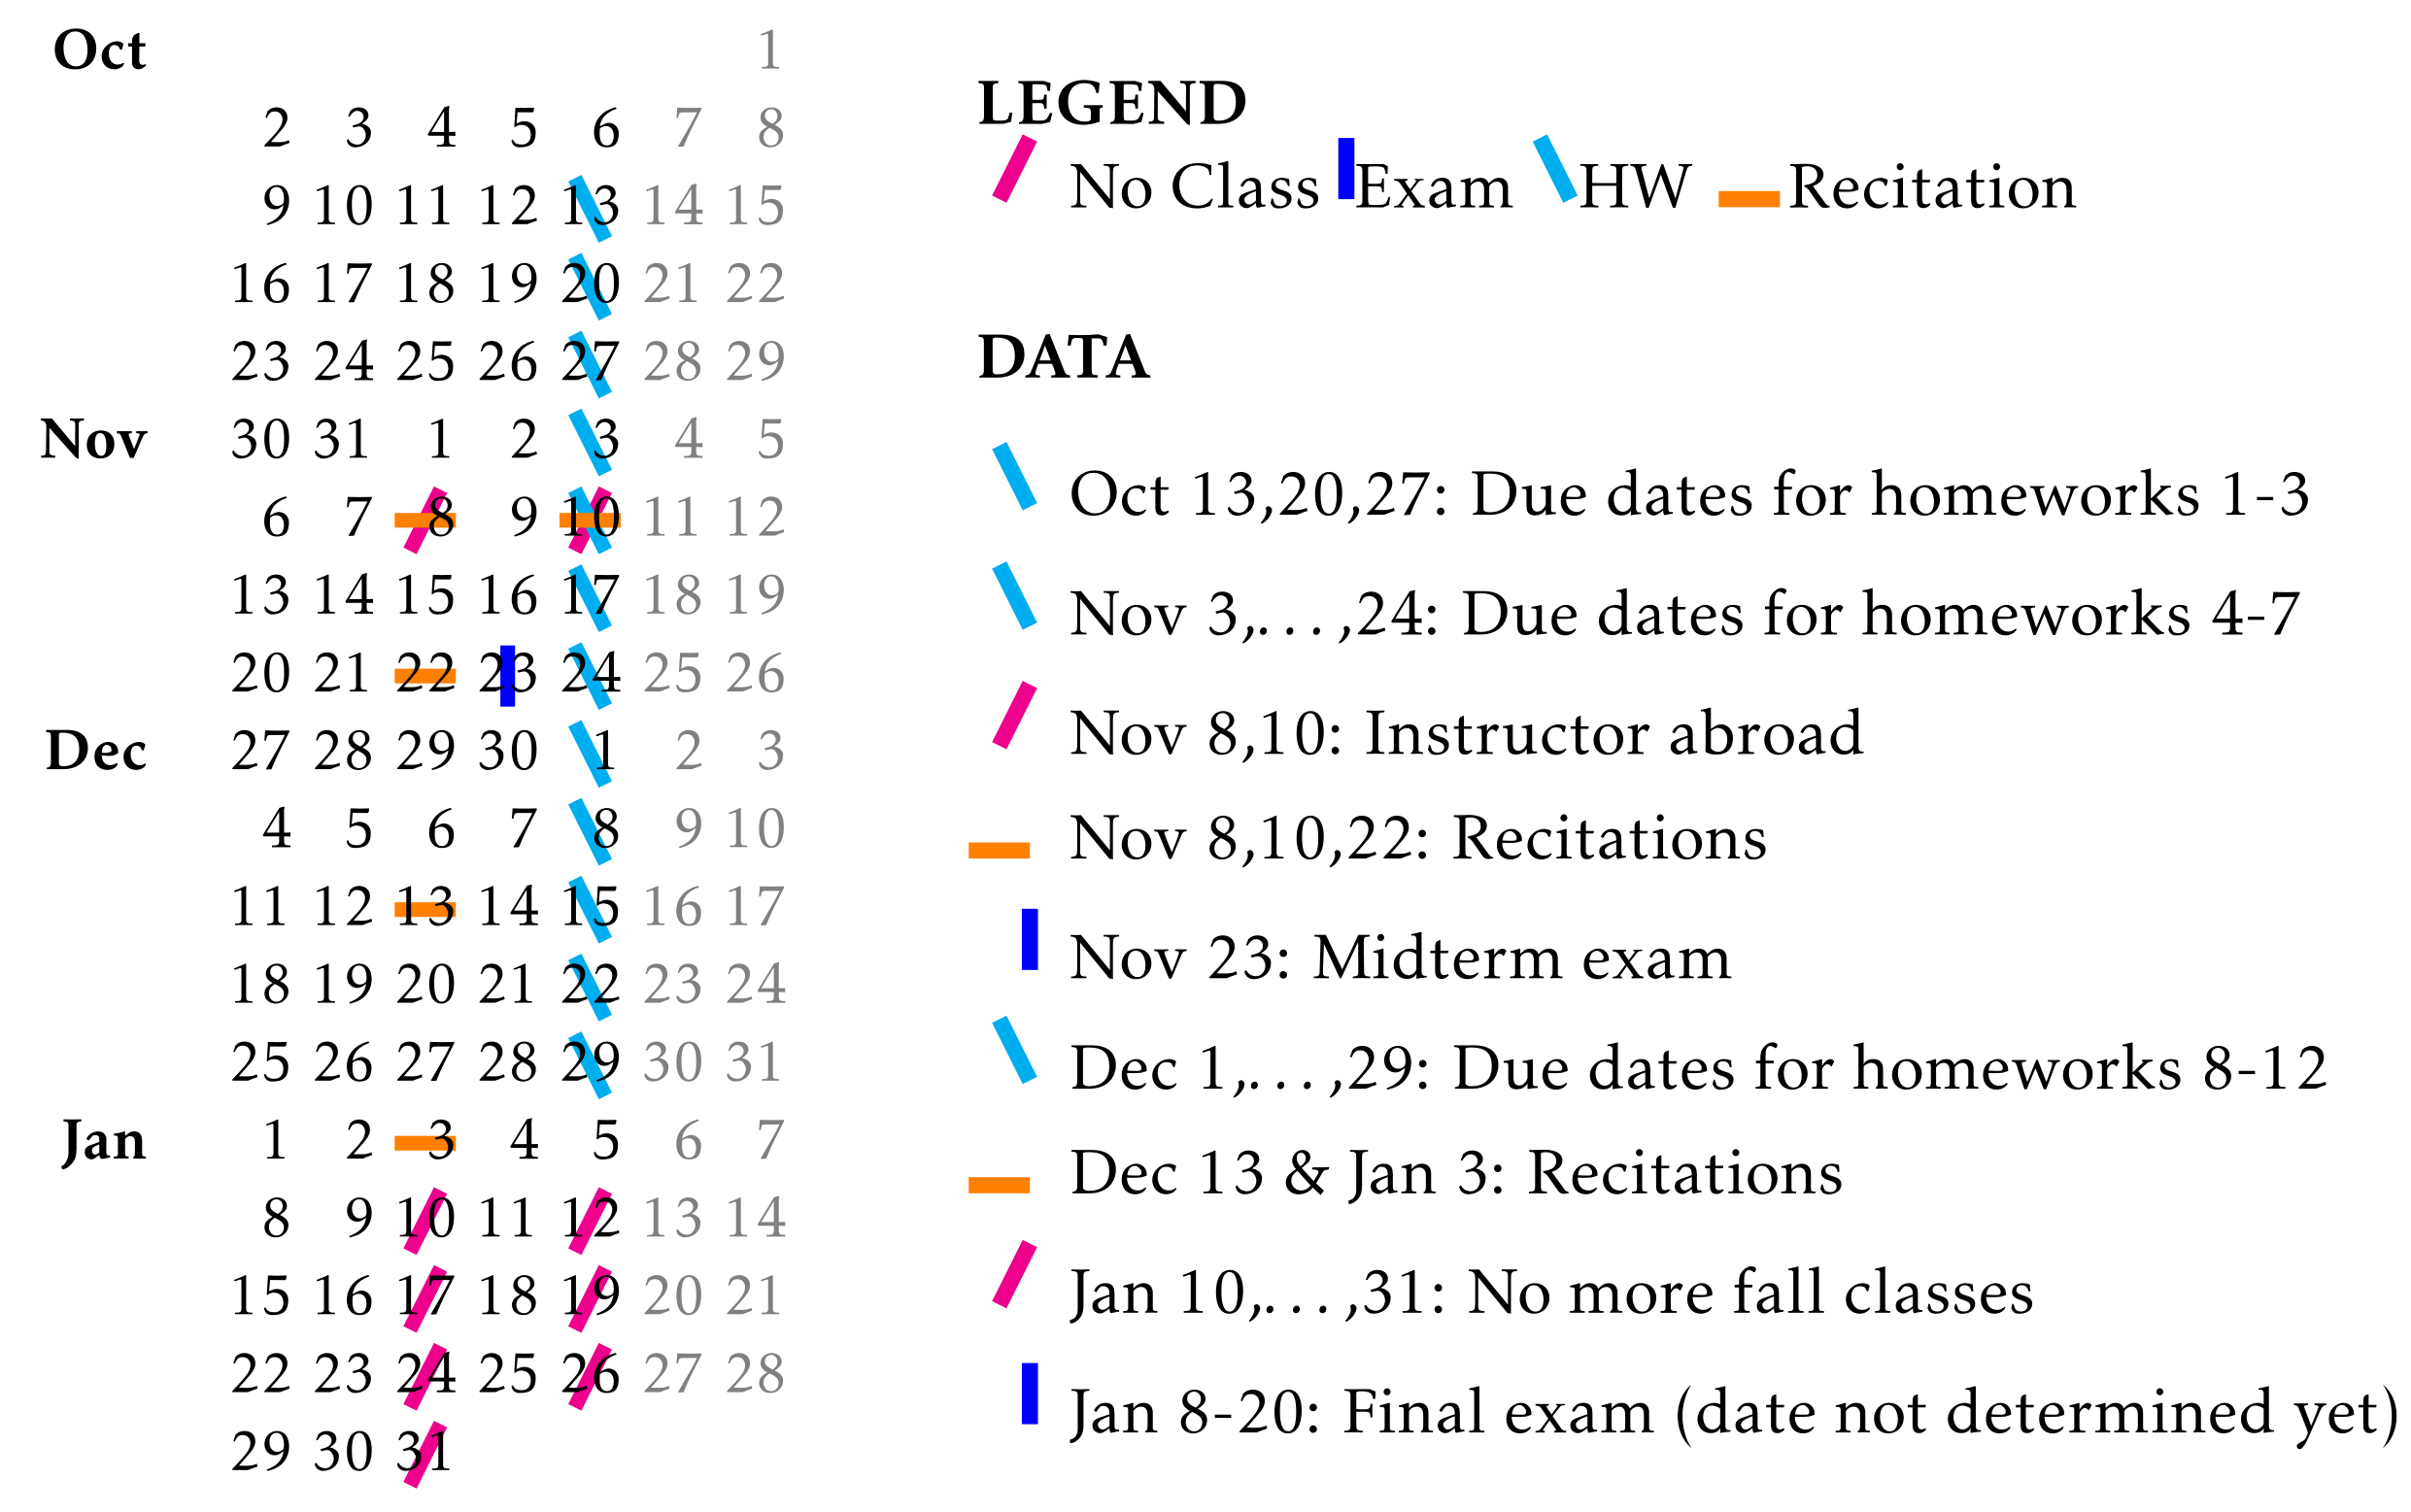 Oct 1
2 3 4 5 6 7 8
9 10 11 12 13 14 15
16 17 18 19 20 21 22
23 24 25 26 27 28 29
Nov 30 31 1 2 3 4 5
6 7 8 9 10 11 12
13 14 15 16 17 18 19
20 21 22 23 24 25 26
Dec 27 28 29 30 1 2 3
4 5 6 7 8 9 10
11 12 13 14 15 16 17
18 19 20 21 22 23 24
25 26 27 28 29 30 31
Jan 1 2 3 4 5 6 7
8 9 10 11 12 13 14
15 16 17 18 19 20 21
22 23 24 25 26 27 28
29 30 31
LEGEND
No Class Exam HW Recitation
DATA
Oct 13,20,27: Due dates for homeworks 1-3
Nov 3,. . . ,24: Due dates for homeworks 4-7
Nov 8,10: Instructor abroad
Nov 8,10,22: Recitations
Nov 23: Midterm exam
Dec 1,. . . ,29: Due dates for homeworks 8-12
Dec 13 & Jan 3: Recitations
Jan 10,. . . ,31: No more fall classes
Jan 8-20: Final exam (date not determined yet)